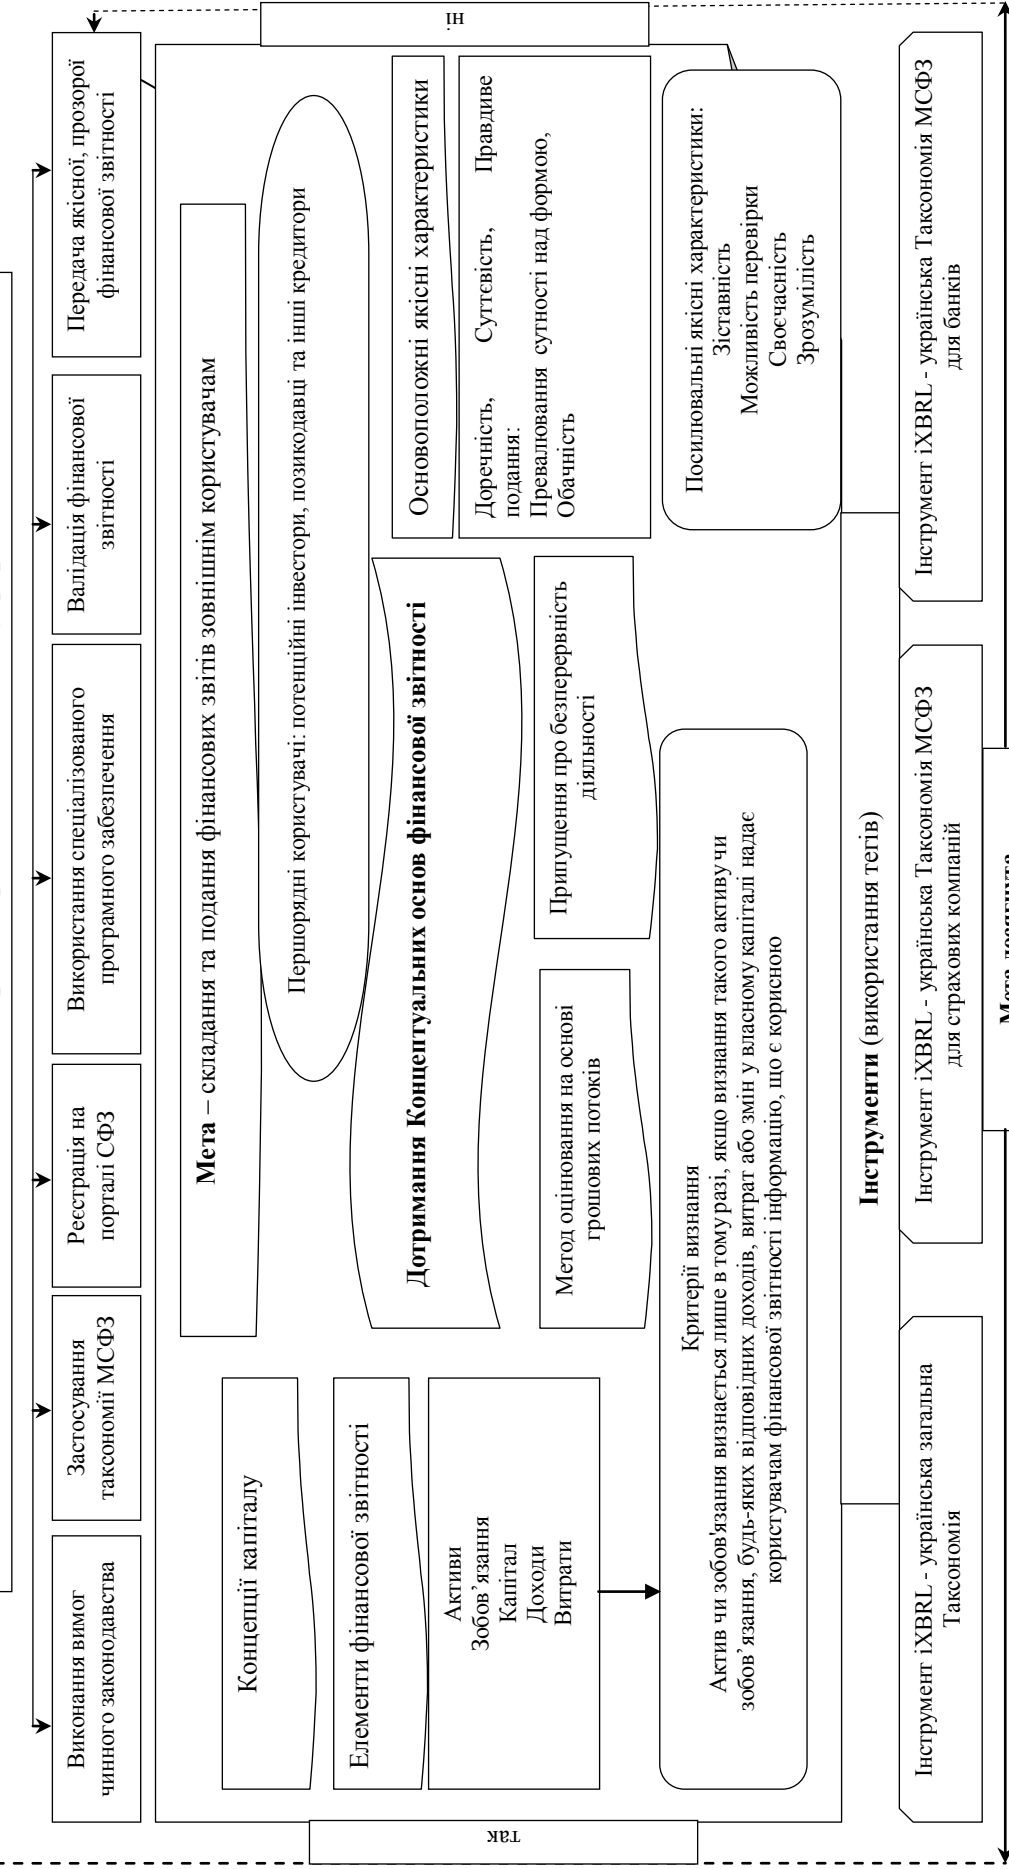 Виконання вимог
чинного законодавства
Застосування
таксономії МСФЗ
Реєстрація на
порталі СФЗ
Використання спеціалізованого
програмного забезпечення
Валідація фінансової
звітності
Передача якісної, прозорої
фінансової звітності
Мета – складання та подання фінансових звітів зовнішнім користувачам
Першорядні користувачі: потенційні інвестори, позикодавці та інші кредитори
Концепції капіталу
Дотримання Концептуальних основ фінансової звітності
Основоположні якісні характеристики
Елементи фінансової звітності
Доречність, Суттєвість, Правдиве
подання:
Превалювання сутності над формою,
Обачність
Активи
Зобов’язання
Капітал
Доходи
Витрати
Метод оцінювання на основі
грошових потоків
Припущення про безперервність
діяльності
Посилювальні якісні характеристики:
Зіставність
Можливість перевірки
Своєчасність
Зрозумілість
Критерії визнання
Актив чи зобов'язання визнається лише в тому разі, якщо визнання такого активу чи
зобов’язання, будь-яких відповідних доходів, витрат або змін у власному капіталі надає
користувачам фінансової звітності інформацію, що є корисною
так
ні
Інструменти (використання тегів)
Інструмент iXBRL - українська загальна
Таксономія
Інструмент iXBRL - українська Таксономія МСФЗ
для страхових компаній
Інструмент iXBRL - українська Таксономія МСФЗ
для банків